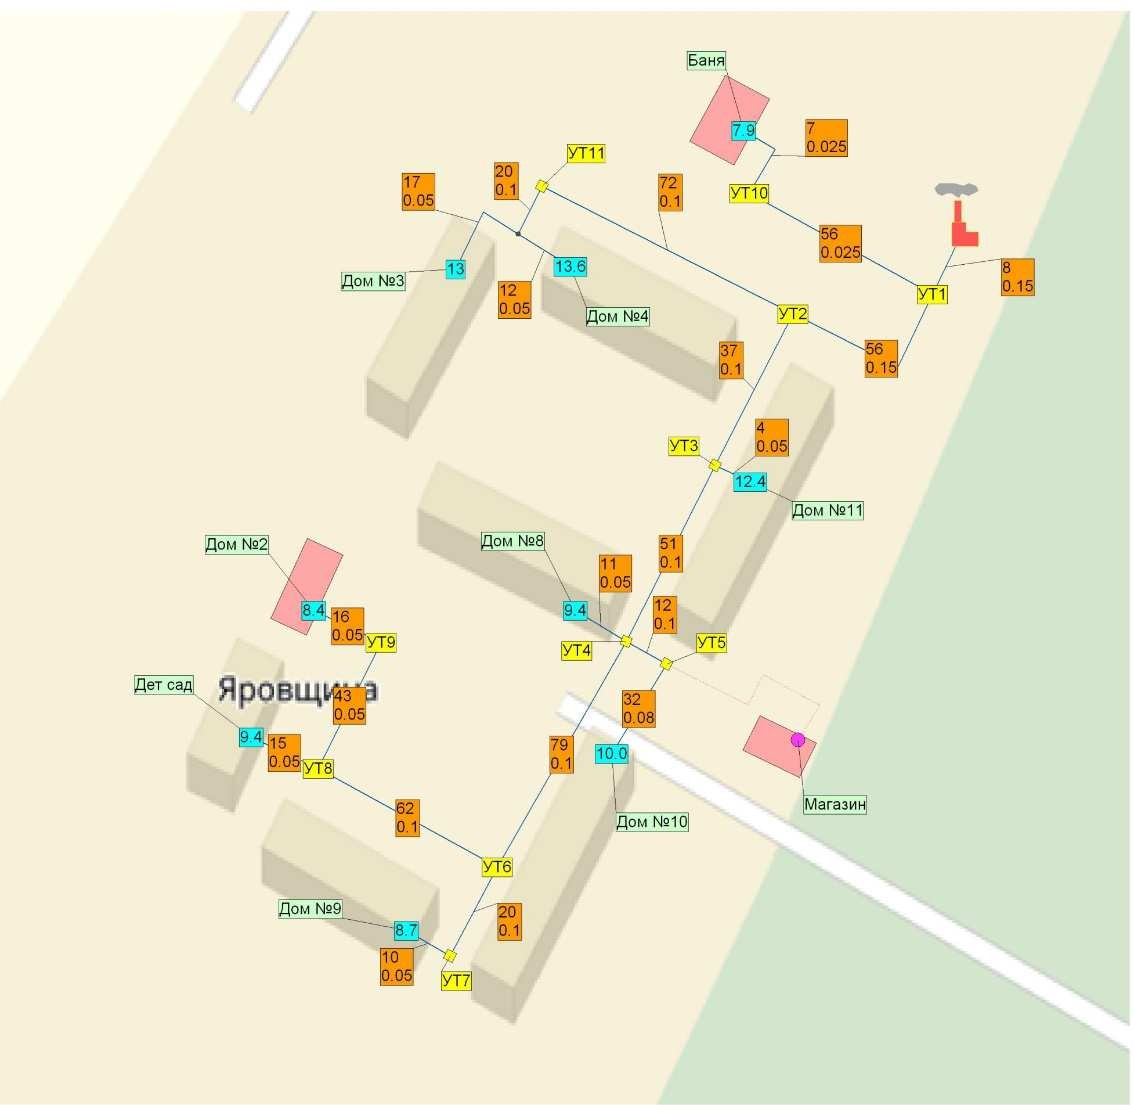 Баня
7.9
7
0.025
УТ11
20
0.1
17
0.05
72
0.1
УТ10
56
0.025
8
0.15
УТ1
13
13.6
Дом №3
12
0.05
Дом №4
УТ2
56
0.15
37
0.1
УТ3
4
0.05
12.4
Дом №11
Дом №2
Дом №8
51
0.1
11
0.05
8.4
16
0.05
9.4
12
0.1
УТ9
УТ4
УТ5
Дет сад
Яровщина
43
0.05
32
0.08
9.4
15
0.05
УТ8
79
0.1
10.0
Магазин
62
0.1
Дом №10
УТ6
Дом №9
8.7
20
0.1
10
0.05
УТ7